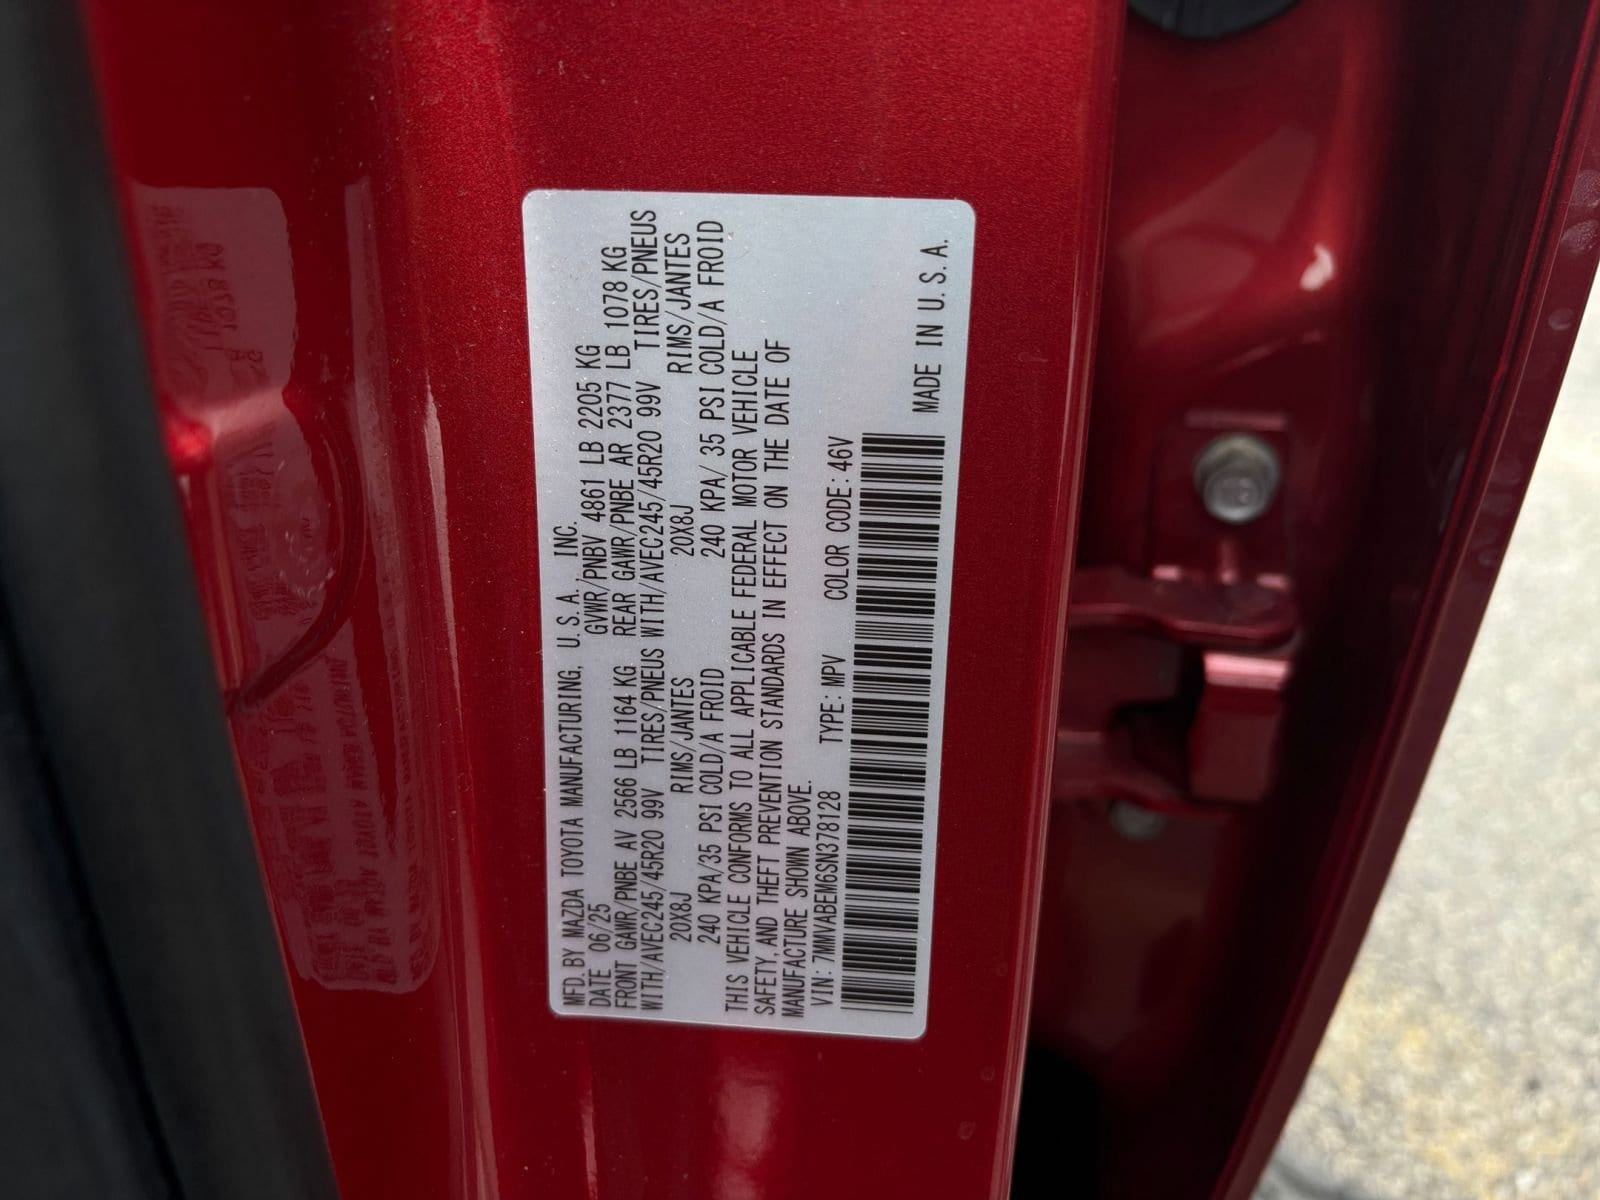 MFD. BY MAZDA TOYOTA MANUFACTURING, U.S.A., INC.
DATE 06/25 GVWR/PNBV 4861 LB 2205 KG
FRONT GAWR/PNBE AV 2566 LB 1164 KG REAR GAWR/PNBE AR 2377 LB 1078 KG
WITH/AVEC245/45R20 99V TIRES/PNEUS WITH/AVEC245/45R20 99V TIRES/PNEUS
20X8J RIMS/JANTES 20X8J RIMS/JANTES
240 KPA/35 PSI COLD/A FROID 240 KPA/ 35 PSI COLD/A FROID
THIS VEHICLE CONFORMS TO ALL APPLICABLE FEDERAL MOTOR VEHICLE
SAFETY, AND THEFT PREVENTION STANDARDS IN EFFECT ON THE DATE OF
MANUFACTURE SHOWN ABOVE.
VIN: 7MMVABEM6SN378128 TYPE: MPV COLOR CODE: 46V
MADE IN U.S.A.